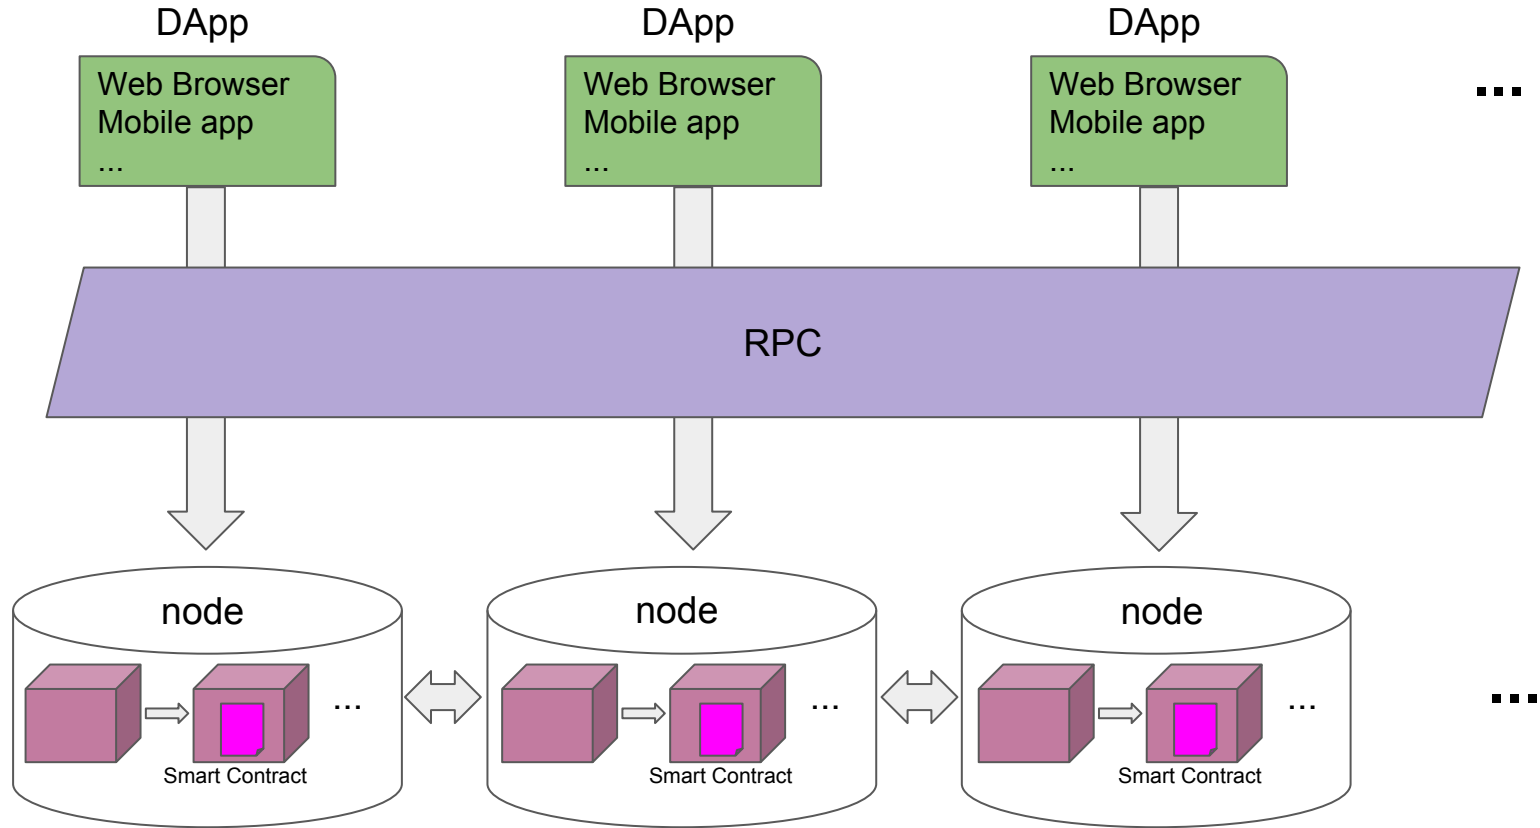 DApp
DApp
DApp
Web Browser
Mobile app
...
Web Browser
Mobile app
...
Web Browser
Mobile app
...
...
RPC
node
node
node
...
...
...
...
Smart Contract
Smart Contract
Smart Contract